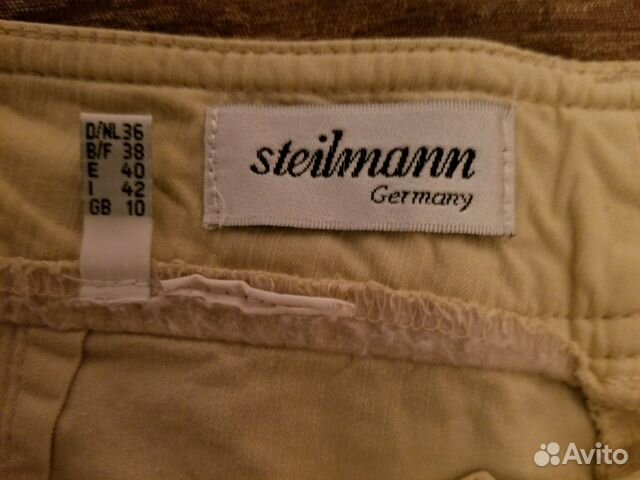 D/NL 36
B/F 38
E 40
I 42
GB 10
steilmann
Germany
Avito